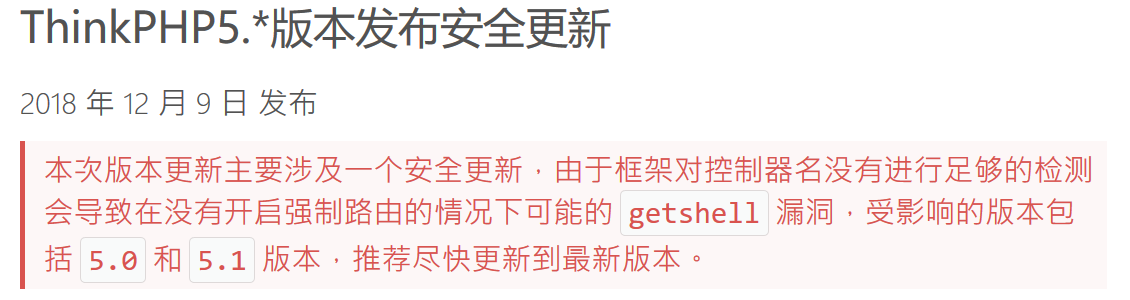 ThinkPHP5.*版本发布安全更新
2018 年 12 月 9 日 发布
本次版本更新主要涉及一个安全更新，由于框架对控制器名没有进行足够的检测
会导致在没有开启强制路由的情况下可能的 getshell 漏洞，受影响的版本包
括 5.0 和 5.1 版本，推荐尽快更新到最新版本。